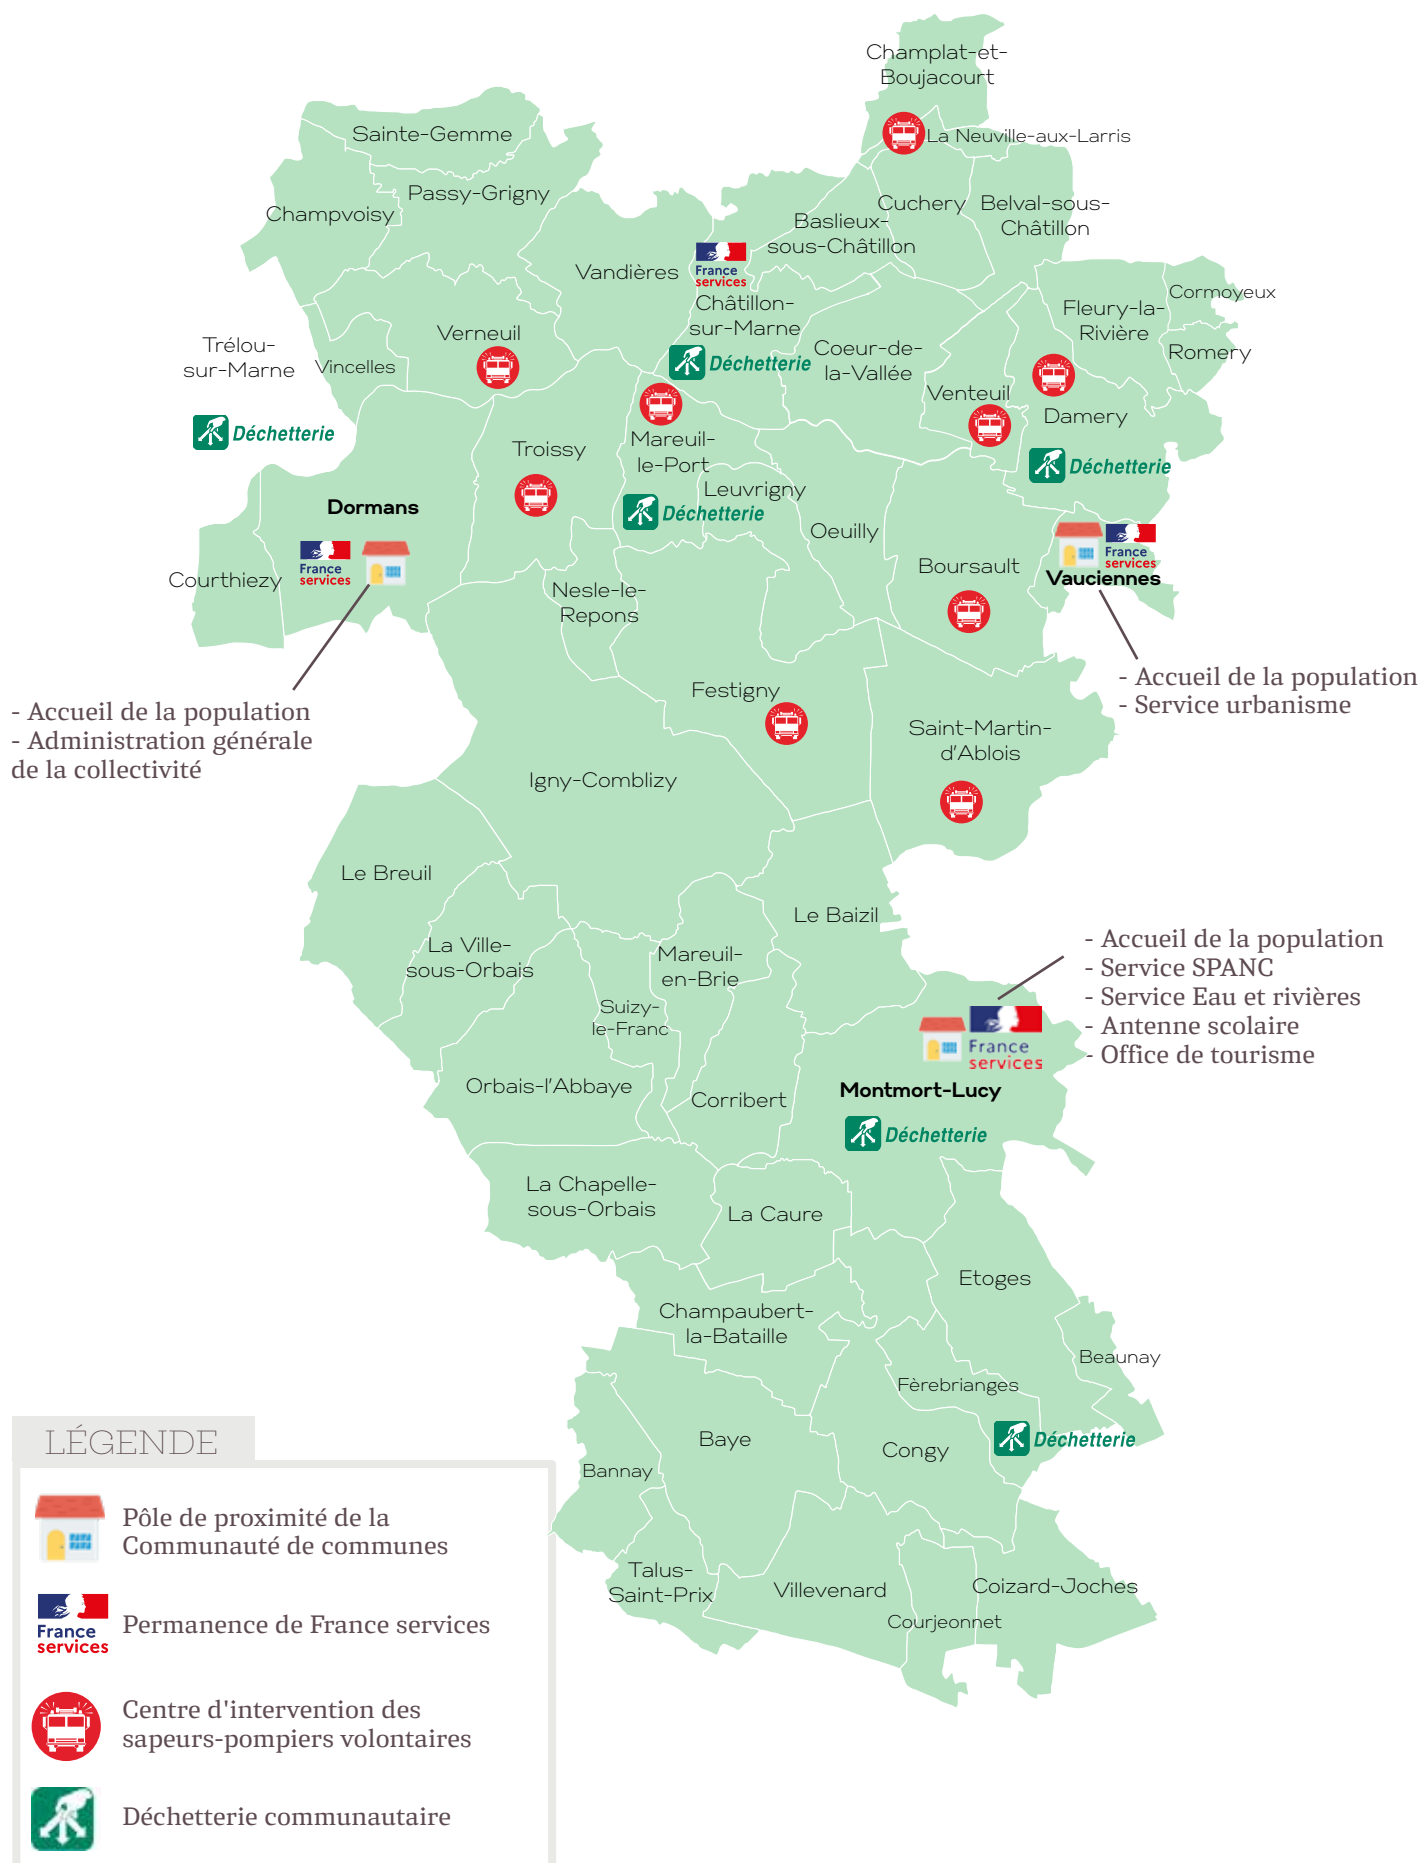 Champlat-et-
Boujacourt
La Neuville-aux-Larris
Sainte-Gemme
Passy-Grigny
Champvoisy
Cuchery
Belval-sous-
Châtillon
Baslieux-
sous-Châtillon
Vandières
France
services
Châtillon-
sur-Marne
Déchetterie
Cormoyeux
Fleury-la-
Rivière
Romery
Verneuil
Trélou-
sur-Marne
Vincelles
Coeur-de-
la-Vallée
Venteuil
Damery
Déchetterie
Déchetterie
Troissy
Mareuil-
le-Port
Déchetterie
Leuvrigny
Oeuilly
Dormans
France
services
Courthiezy
Nesle-le-
Repons
Boursault
France
services
Vauciennes
- Accueil de la population
- Service urbanisme
- Accueil de la population
- Administration générale
de la collectivité
Festigny
Saint-Martin-
d'Ablois
Igny-Comblizy
Le Breuil
Le Baizil
La Ville-
sous-Orbais
Mareuil-
en-Brie
Suizy-
le-Franc
- Accueil de la population
- Service SPANC
- Service Eau et rivières
- Antenne scolaire
- Office de tourisme
France
services
Orbais-l'Abbaye
Corribert
Montmort-Lucy
Déchetterie
La Chapelle-
sous-Orbais
La Caure
Etoges
Champaubert-
la-Bataille
Beaunay
Fèrebrianges
Baye
Congy
Déchetterie
Bannay
Talus-
Saint-Prix
Villevenard
Coizard-Joches
Courjeonnet
LÉGENDE
Pôle de proximité de la
Communauté de communes
France
services
Permanence de France services
Centre d'intervention des
sapeurs-pompiers volontaires
Déchetterie communautaire